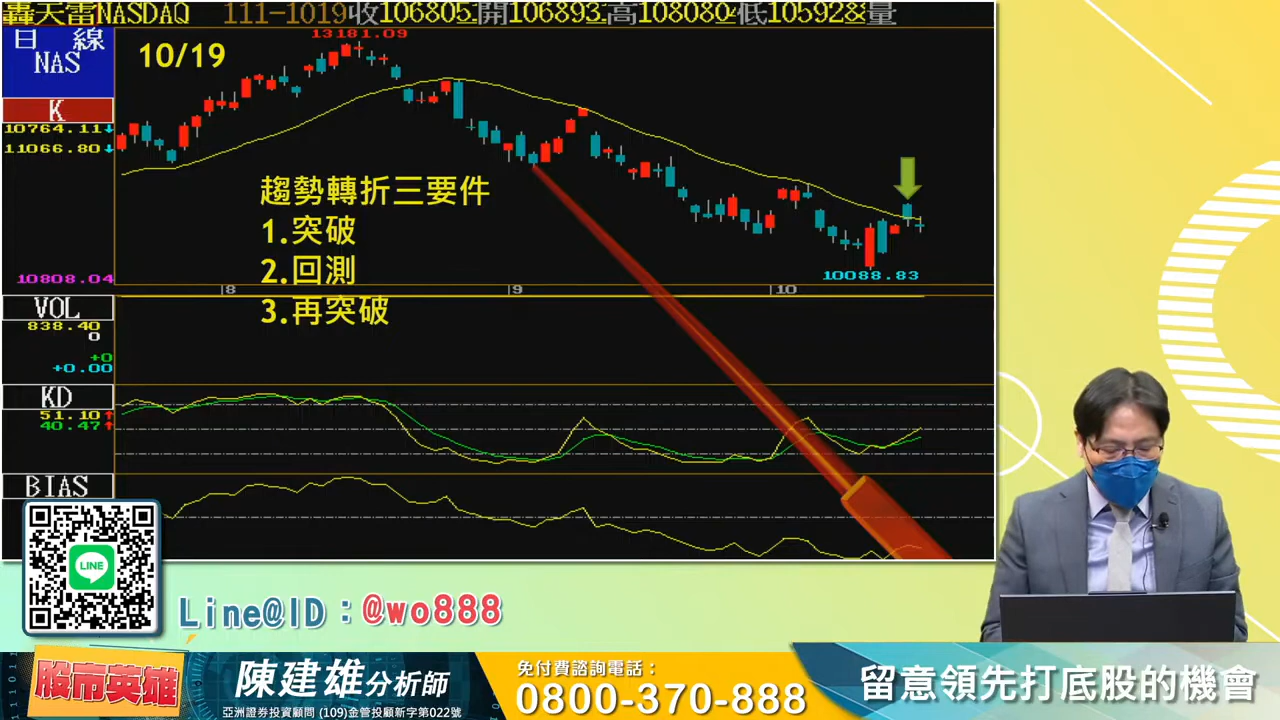 轟天雷NASDAQ 111-1019收106805開106893高108080低105928量
日 線
NAS
10/19
13181.09
K
10764.11↓
11066.80↓
趨勢轉折三要件
1.突破
2.回測
3.再突破
10808.04
10088.83
8 9 10
VOL
838.40
0
+0
+0.00
KD
51.10↑
40.47↑
BIAS
LINE
Line@ID：@wo888
股市英雄
陳建雄分析師
亞洲證券投資顧問 (109)金管投顧新字第022號
免付費諮詢電話：
0800-370-888
留意領先打底股的機會